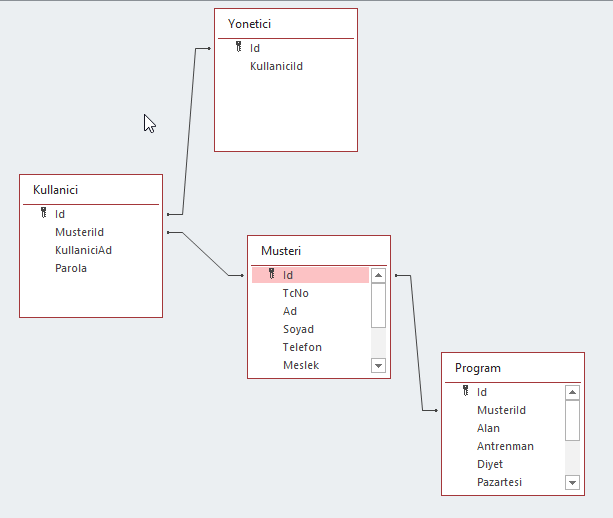 Yonetici
Id
KullaniciId
Kullanici
Id
MusteriId
KullaniciAd
Parola
Musteri
Id
TcNo
Ad
Soyad
Telefon
Meslek
Program
Id
MusteriId
Alan
Antrenman
Diyet
Pazartesi